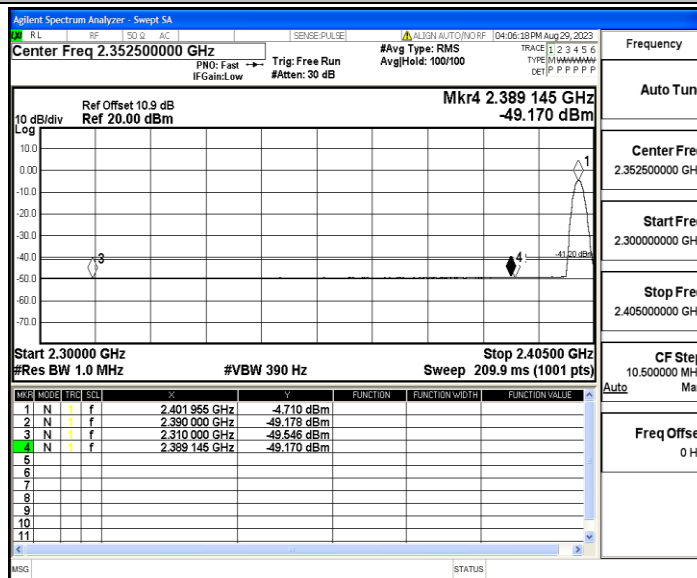 Agilent Spectrum Analyzer - Swept SA
RL RF 50 Ω AC SENSE:PULSE ALIGN AUTO/NO RF 04:06:18 PM Aug 29, 2023
Center Freq 2.352500000 GHz
PNO: Fast
IFGain:Low
Trig: Free Run
#Atten: 30 dB
#Avg Type: RMS
Avg|Hold: 100/100
TRACE 1 2 3 4 5 6
TYPE M
DET P P P P P P
Ref Offset 10.9 dB
Ref 20.00 dBm
10 dB/div
Log
Mkr4 2.389 145 GHz
-49.170 dBm
10.0
0.00
-10.0
-20.0
-30.0
-40.0
-50.0
-60.0
-70.0
1
3
4
-41.20 dBm
Start 2.30000 GHz
Stop 2.40500 GHz
#Res BW 1.0 MHz
#VBW 390 Hz
Sweep 209.9 ms (1001 pts)
MKR MODE TRC SCL X Y FUNCTION FUNCTION WIDTH FUNCTION VALUE
1 N 1 f 2.401 955 GHz -4.710 dBm
2 N 1 f 2.390 000 GHz -49.178 dBm
3 N 1 f 2.310 000 GHz -49.546 dBm
4 N 1 f 2.389 145 GHz -49.170 dBm
5
6
7
8
9
10
11
MSG
STATUS
Frequency
Auto Tun
Center Fre
2.352500000 GH
Start Fre
2.300000000 GH
Stop Fre
2.405000000 GH
CF Step
10.500000 MH
Auto Ma
Freq Offse
0 H